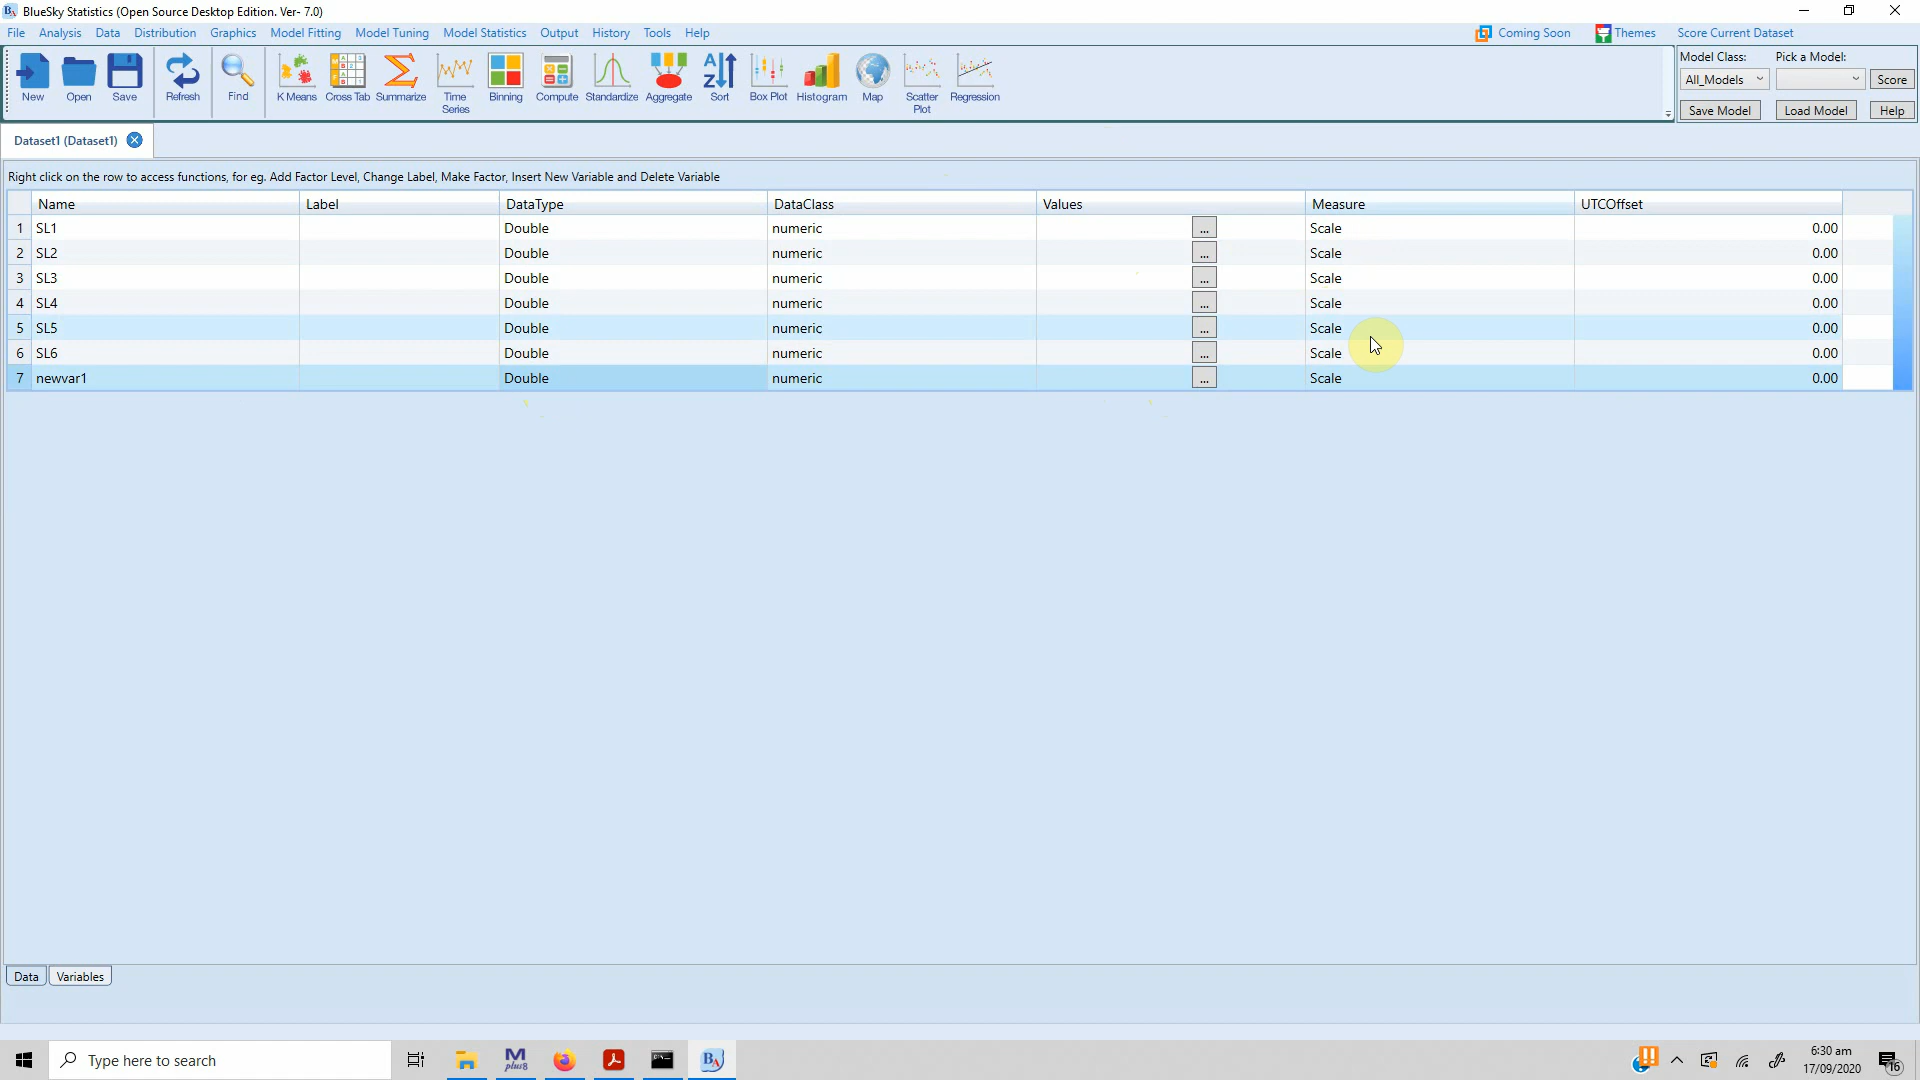 BlueSky Statistics (Open Source Desktop Edition. Ver- 7.0)
File Analysis Data Distribution Graphics Model Fitting Model Tuning Model Statistics Output History Tools Help
Coming Soon Themes Score Current Dataset
New Open Save Refresh Find K Means Cross Tab Summarize Time Series Binning Compute Standardize Aggregate Sort Box Plot Histogram Map Scatter Plot Regression
Model Class: Pick a Model:
All_Models Score
Save Model Load Model Help
Dataset1 (Dataset1)
Right click on the row to access functions, for eg. Add Factor Level, Change Label, Make Factor, Insert New Variable and Delete Variable
Name Label DataType DataClass Values Measure UTCOffset
1 SL1 Double numeric ... Scale 0.00
2 SL2 Double numeric ... Scale 0.00
3 SL3 Double numeric ... Scale 0.00
4 SL4 Double numeric ... Scale 0.00
5 SL5 Double numeric ... Scale 0.00
6 SL6 Double numeric ... Scale 0.00
7 newvar1 Double numeric ... Scale 0.00
Data Variables
Type here to search
6:30 am
17/09/2020
16